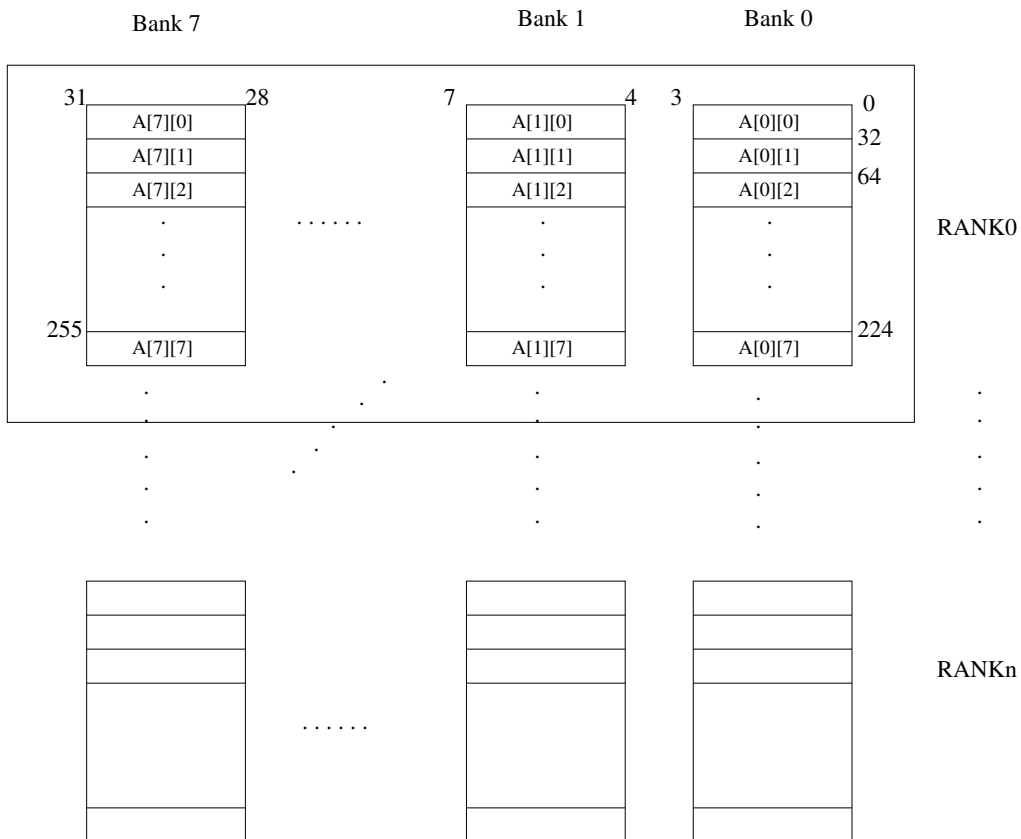 Bank 7 Bank 1 Bank 0
31 28 7 4 3 0
A[7][0] A[1][0] A[0][0]
32
A[7][1] A[1][1] A[0][1]
64
A[7][2] A[1][2] A[0][2]
. . . . . .
RANK0
255 224
A[7][7] A[1][7] A[0][7]
RANKn
. . . . . .